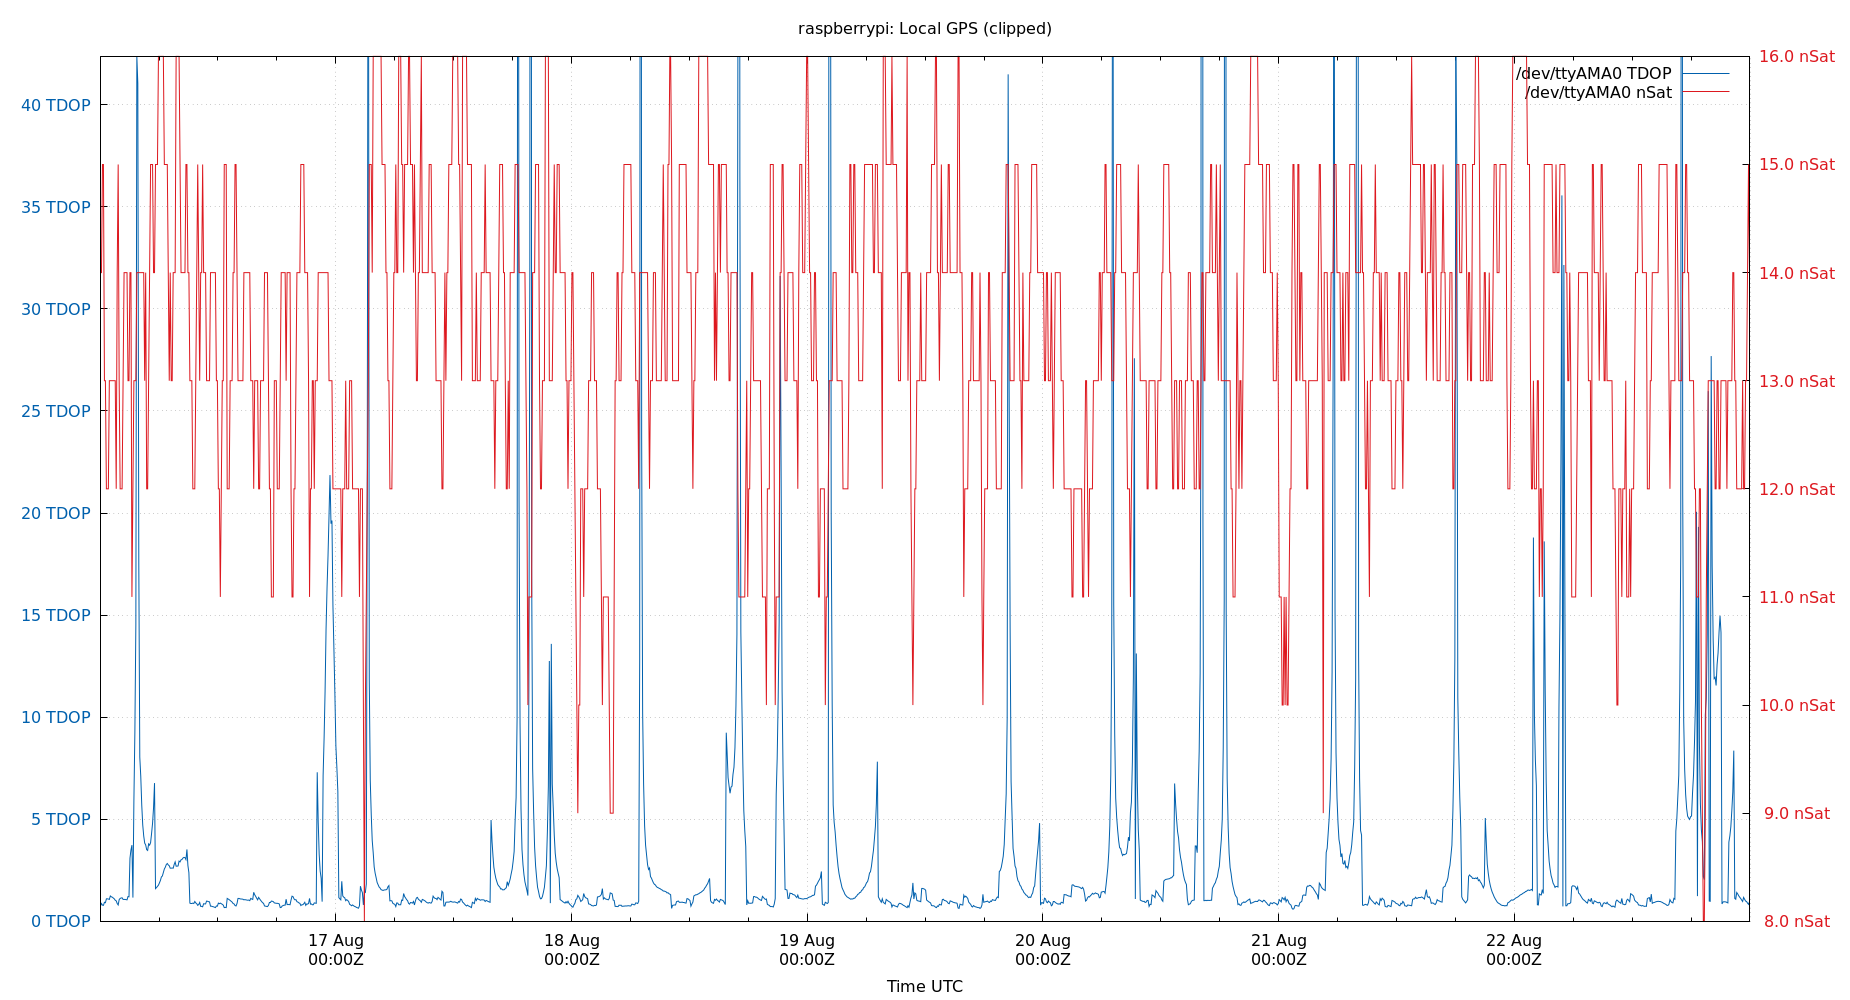 raspberrypi: Local GPS (clipped)
/dev/ttyAMA0 TDOP
/dev/ttyAMA0 nSat
40 TDOP
35 TDOP
30 TDOP
25 TDOP
20 TDOP
15 TDOP
10 TDOP
5 TDOP
0 TDOP
16.0 nSat
15.0 nSat
14.0 nSat
13.0 nSat
12.0 nSat
11.0 nSat
10.0 nSat
9.0 nSat
8.0 nSat
17 Aug
00:00Z
18 Aug
00:00Z
19 Aug
00:00Z
20 Aug
00:00Z
21 Aug
00:00Z
22 Aug
00:00Z
Time UTC